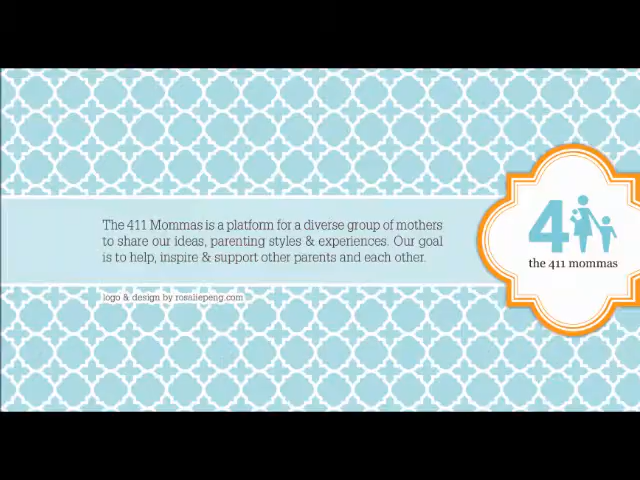 The 411 Mommas is a platform for a diverse group of mothers
to share our ideas, parenting styles & experiences. Our goal
is to help, inspire & support other parents and each other.
logo & design by rosaliepeng.com
4
the 411 mommas